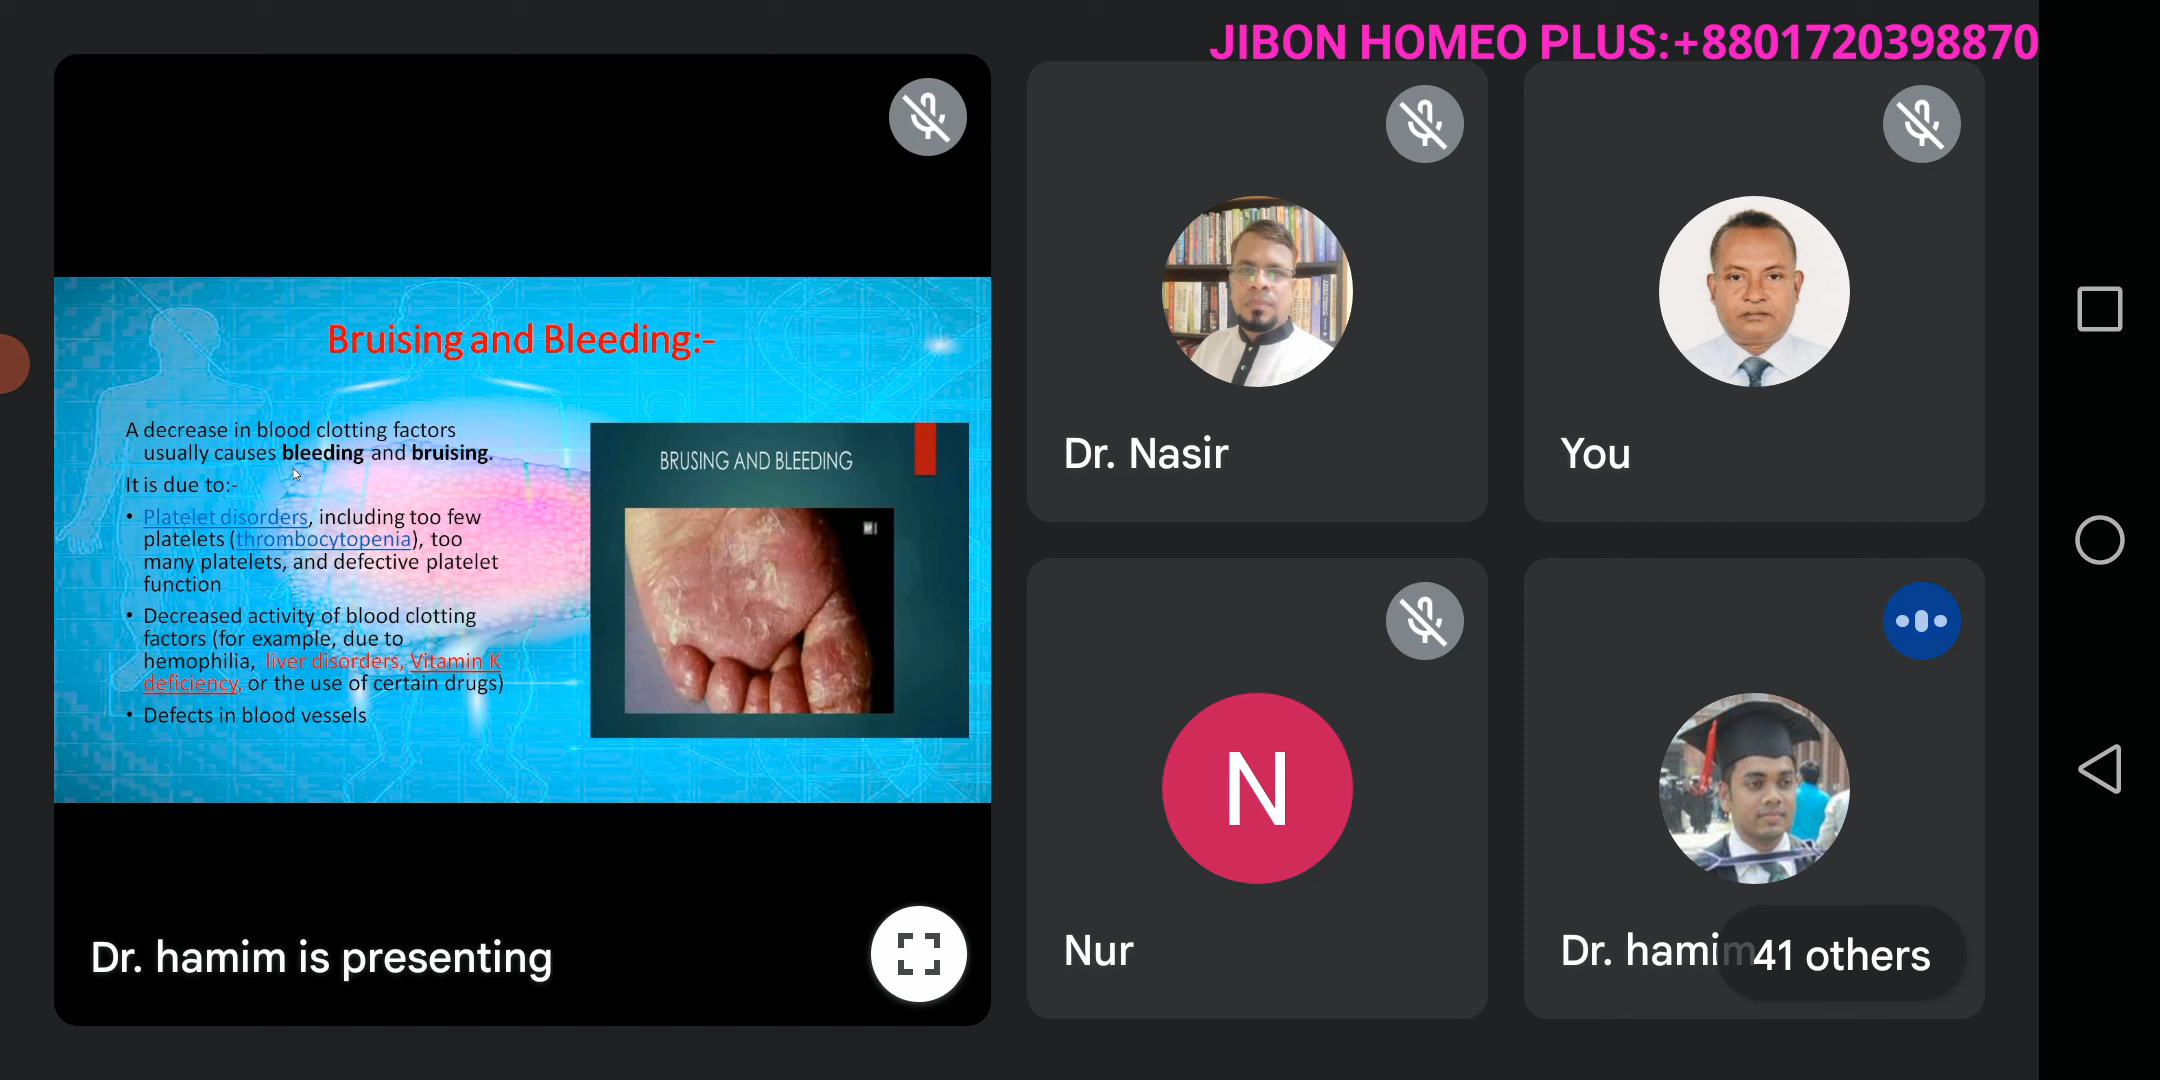 JIBON HOMEO PLUS:+8801720398870
Bruising and Bleeding:-
A decrease in blood clotting factors
usually causes bleeding and bruising.
It is due to:-
• Platelet disorders, including too few
platelets (thrombocytopenia), too
many platelets, and defective platelet
function
• Decreased activity of blood clotting
factors (for example, due to
hemophilia, liver disorders, Vitamin K
deficiency, or the use of certain drugs)
• Defects in blood vessels
BRUSING AND BLEEDING
Dr. hamim is presenting
Dr. Nasir
You
N
Nur
Dr. hamim
41 others